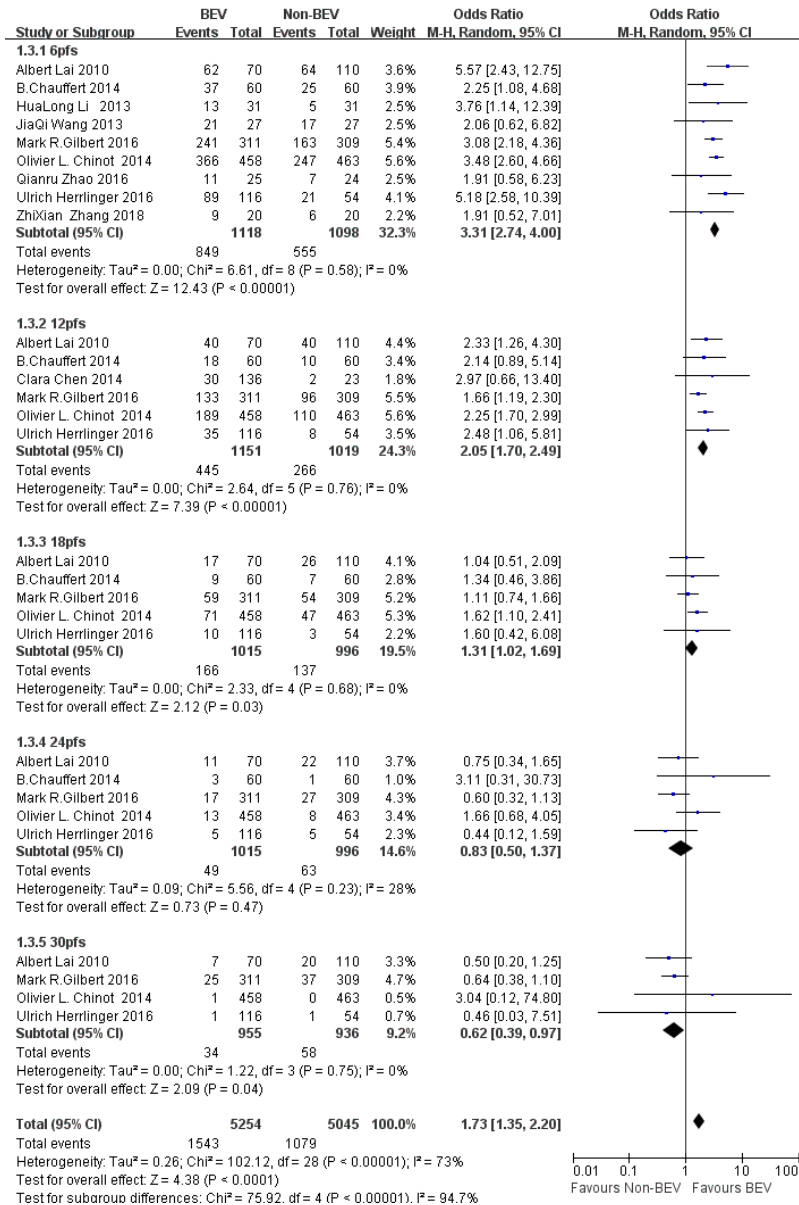 BEV Non-BEV Odds Ratio Odds Ratio
Study or Subgroup Events Total Events Total Weight M-H, Random, 95% CI M-H, Random, 95% CI
1.3.1 6pfs
Albert Lai 2010 62 70 64 110 3.6% 5.57 [2.43, 12.75]
B.Chauffert 2014 37 60 25 60 3.9% 2.25 [1.08, 4.68]
HuaLong Li 2013 13 31 5 31 2.5% 3.76 [1.14, 12.39]
JiaQi Wang 2013 21 27 17 27 2.5% 2.06 [0.62, 6.82]
Mark R.Gilbert 2016 241 311 163 309 5.4% 3.08 [2.18, 4.36]
Olivier L. Chinot 2014 366 458 247 463 5.6% 3.48 [2.60, 4.66]
Qianru Zhao 2016 11 25 7 24 2.5% 1.91 [0.58, 6.23]
Ulrich Herrlinger 2016 89 116 21 54 4.1% 5.18 [2.58, 10.39]
ZhiXian Zhang 2018 9 20 6 20 2.2% 1.91 [0.52, 7.01]
Subtotal (95% CI) 1118 1098 32.3% 3.31 [2.74, 4.00]
Total events 849 555
Heterogeneity: Tau² = 0.00; Chi² = 6.61, df = 8 (P = 0.58); I² = 0%
Test for overall effect: Z = 12.43 (P < 0.00001)
1.3.2 12pfs
Albert Lai 2010 40 70 40 110 4.4% 2.33 [1.26, 4.30]
B.Chauffert 2014 18 60 10 60 3.4% 2.14 [0.89, 5.14]
Clara Chen 2014 30 136 2 23 1.8% 2.97 [0.66, 13.40]
Mark R.Gilbert 2016 133 311 96 309 5.5% 1.66 [1.19, 2.30]
Olivier L. Chinot 2014 189 458 110 463 5.6% 2.25 [1.70, 2.99]
Ulrich Herrlinger 2016 35 116 8 54 3.5% 2.48 [1.06, 5.81]
Subtotal (95% CI) 1151 1019 24.3% 2.05 [1.70, 2.49]
Total events 445 266
Heterogeneity: Tau² = 0.00; Chi² = 2.64, df = 5 (P = 0.76); I² = 0%
Test for overall effect: Z = 7.39 (P < 0.00001)
1.3.3 18pfs
Albert Lai 2010 17 70 26 110 4.1% 1.04 [0.51, 2.09]
B.Chauffert 2014 9 60 7 60 2.8% 1.34 [0.46, 3.86]
Mark R.Gilbert 2016 59 311 54 309 5.2% 1.11 [0.74, 1.66]
Olivier L. Chinot 2014 71 458 47 463 5.3% 1.62 [1.10, 2.41]
Ulrich Herrlinger 2016 10 116 3 54 2.2% 1.60 [0.42, 6.08]
Subtotal (95% CI) 1015 996 19.5% 1.31 [1.02, 1.69]
Total events 166 137
Heterogeneity: Tau² = 0.00; Chi² = 2.33, df = 4 (P = 0.68); I² = 0%
Test for overall effect: Z = 2.12 (P = 0.03)
1.3.4 24pfs
Albert Lai 2010 11 70 22 110 3.7% 0.75 [0.34, 1.65]
B.Chauffert 2014 3 60 1 60 1.0% 3.11 [0.31, 30.73]
Mark R.Gilbert 2016 17 311 27 309 4.3% 0.60 [0.32, 1.13]
Olivier L. Chinot 2014 13 458 8 463 3.4% 1.66 [0.68, 4.05]
Ulrich Herrlinger 2016 5 116 5 54 2.3% 0.44 [0.12, 1.59]
Subtotal (95% CI) 1015 996 14.6% 0.83 [0.50, 1.37]
Total events 49 63
Heterogeneity: Tau² = 0.09; Chi² = 5.56, df = 4 (P = 0.23); I² = 28%
Test for overall effect: Z = 0.73 (P = 0.47)
1.3.5 30pfs
Albert Lai 2010 7 70 20 110 3.3% 0.50 [0.20, 1.25]
Mark R.Gilbert 2016 25 311 37 309 4.7% 0.64 [0.38, 1.10]
Olivier L. Chinot 2014 1 458 0 463 0.5% 3.04 [0.12, 74.80]
Ulrich Herrlinger 2016 1 116 1 54 0.7% 0.46 [0.03, 7.51]
Subtotal (95% CI) 955 936 9.2% 0.62 [0.39, 0.97]
Total events 34 58
Heterogeneity: Tau² = 0.00; Chi² = 1.22, df = 3 (P = 0.75); I² = 0%
Test for overall effect: Z = 2.09 (P = 0.04)
Total (95% CI) 5254 5045 100.0% 1.73 [1.35, 2.20]
Total events 1543 1079
Heterogeneity: Tau² = 0.26; Chi² = 102.12, df = 28 (P < 0.00001); I² = 73%
Test for overall effect: Z = 4.38 (P < 0.0001)
Test for subgroup differences: Chi² = 75.92, df = 4 (P < 0.00001), I² = 94.7%
0.01 0.1 1 10 100
Favours Non-BEV Favours BEV